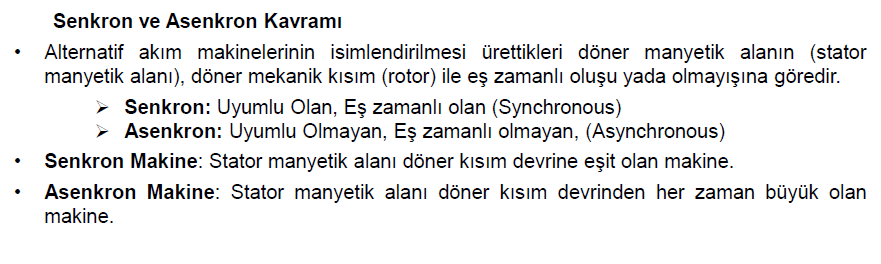 Senkron ve Asenkron Kavramı
• Alternatif akım makinelerinin isimlendirilmesi ürettikleri döner manyetik alanın (stator
manyetik alanı), döner mekanik kısım (rotor) ile eş zamanlı oluşu yada olmayışına göredir.
➢ Senkron: Uyumlu Olan, Eş zamanlı olan (Synchronous)
➢ Asenkron: Uyumlu Olmayan, Eş zamanlı olmayan, (Asynchronous)
• Senkron Makine: Stator manyetik alanı döner kısım devrine eşit olan makine.
• Asenkron Makine: Stator manyetik alanı döner kısım devrinden her zaman büyük olan
makine.